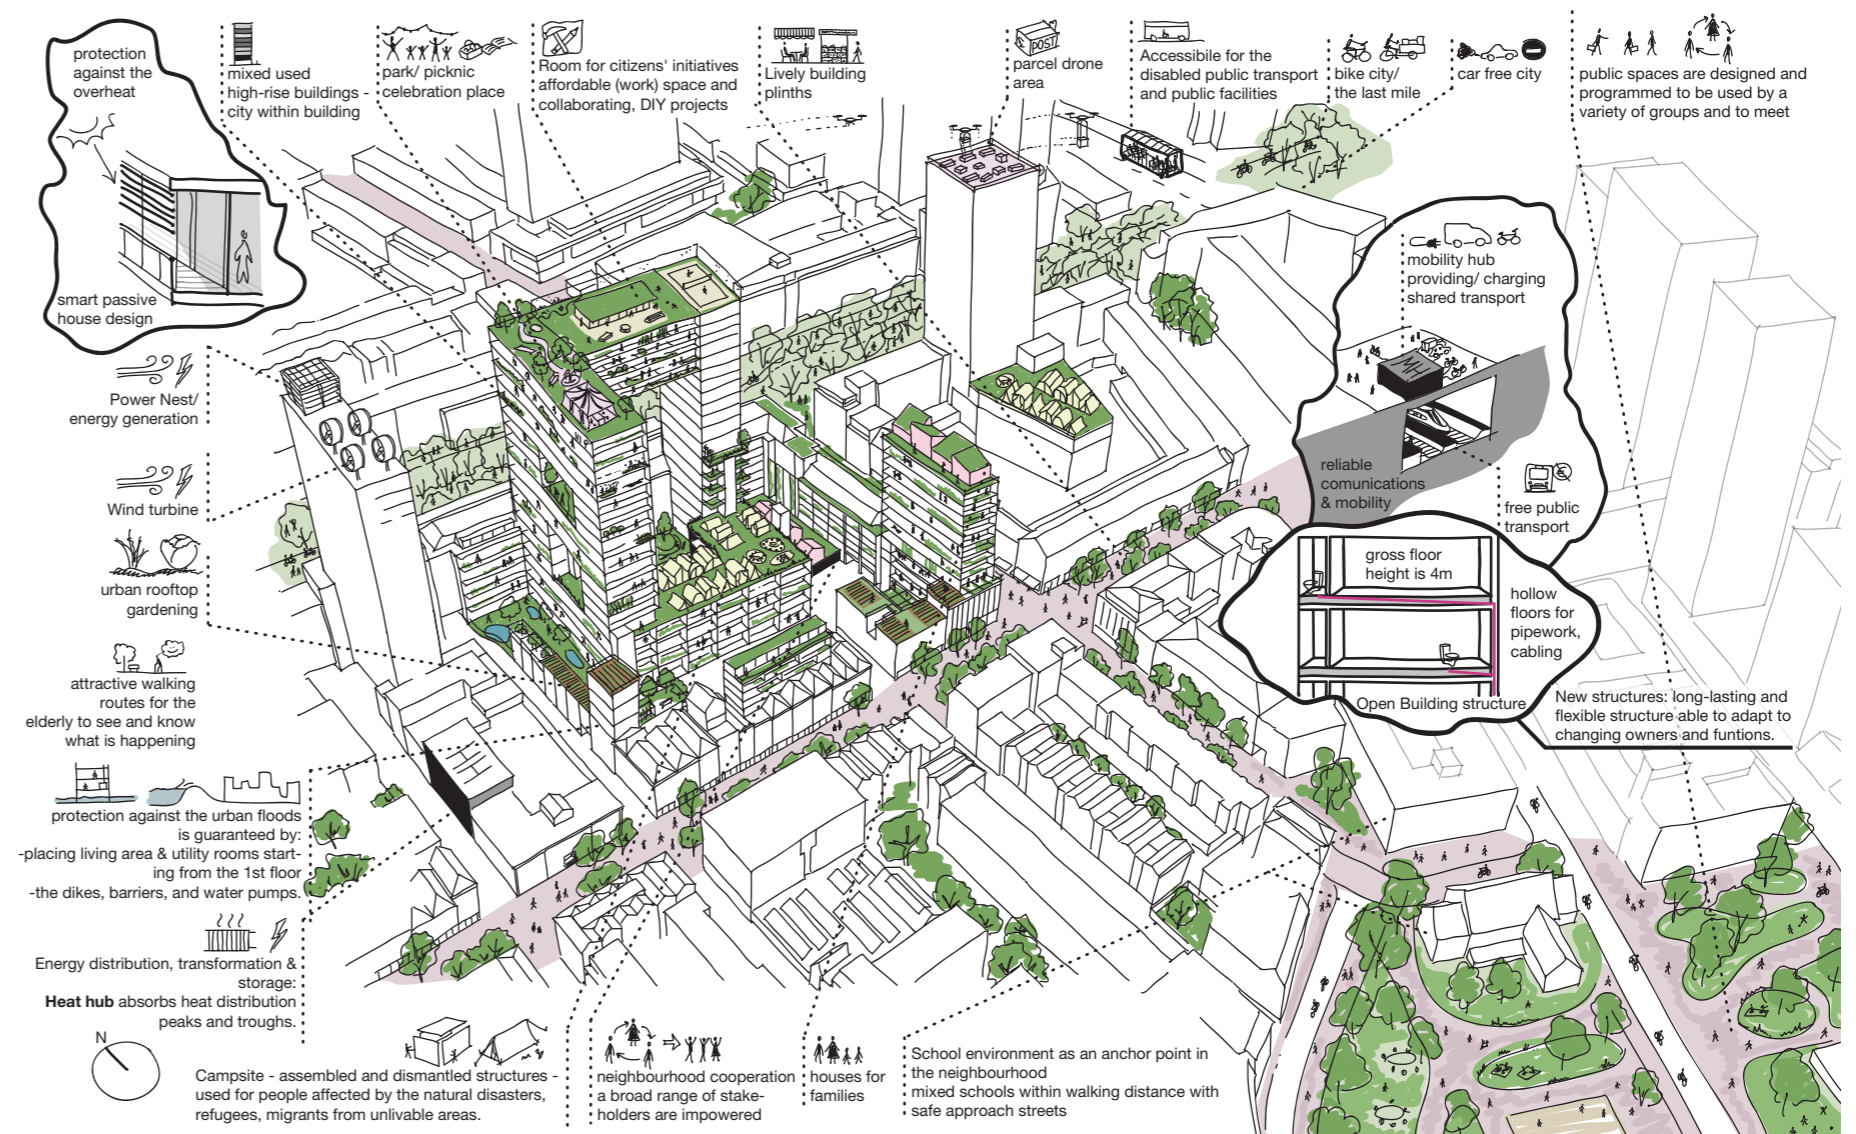 protection
against the
overheat
smart passive
house design
mixed used
high-rise buildings -
city within building
park/ picknic
celebration place
Room for citizens' initiatives
affordable (work) space and
collaborating, DIY projects
Lively building
plinths
POST
parcel drone
area
Accessibile for the
disabled public transport
and public facilities
bike city/
the last mile
car free city
public spaces are designed and
programmed to be used by a
variety of groups and to meet
mobility hub
providing/ charging
shared transport
reliable
comunications
& mobility
free public
transport
gross floor
height is 4m
hollow
floors for
pipework,
cabling
Open Building structure
New structures: long-lasting and
flexible structure able to adapt to
changing owners and funtions.
Power Nest/
energy generation
Wind turbine
urban rooftop
gardening
attractive walking
routes for the
elderly to see and know
what is happening
protection against the urban floods
is guaranteed by:
-placing living area & utility rooms start-
ing from the 1st floor
-the dikes, barriers, and water pumps.
Energy distribution, transformation &
storage:
Heat hub absorbs heat distribution
peaks and troughs.
N
Campsite - assembled and dismantled structures -
used for people affected by the natural disasters,
refugees, migrants from unlivable areas.
neighbourhood cooperation
a broad range of stake-
holders are impowered
houses for
families
School environment as an anchor point in
the neighbourhood
mixed schools within walking distance with
safe approach streets